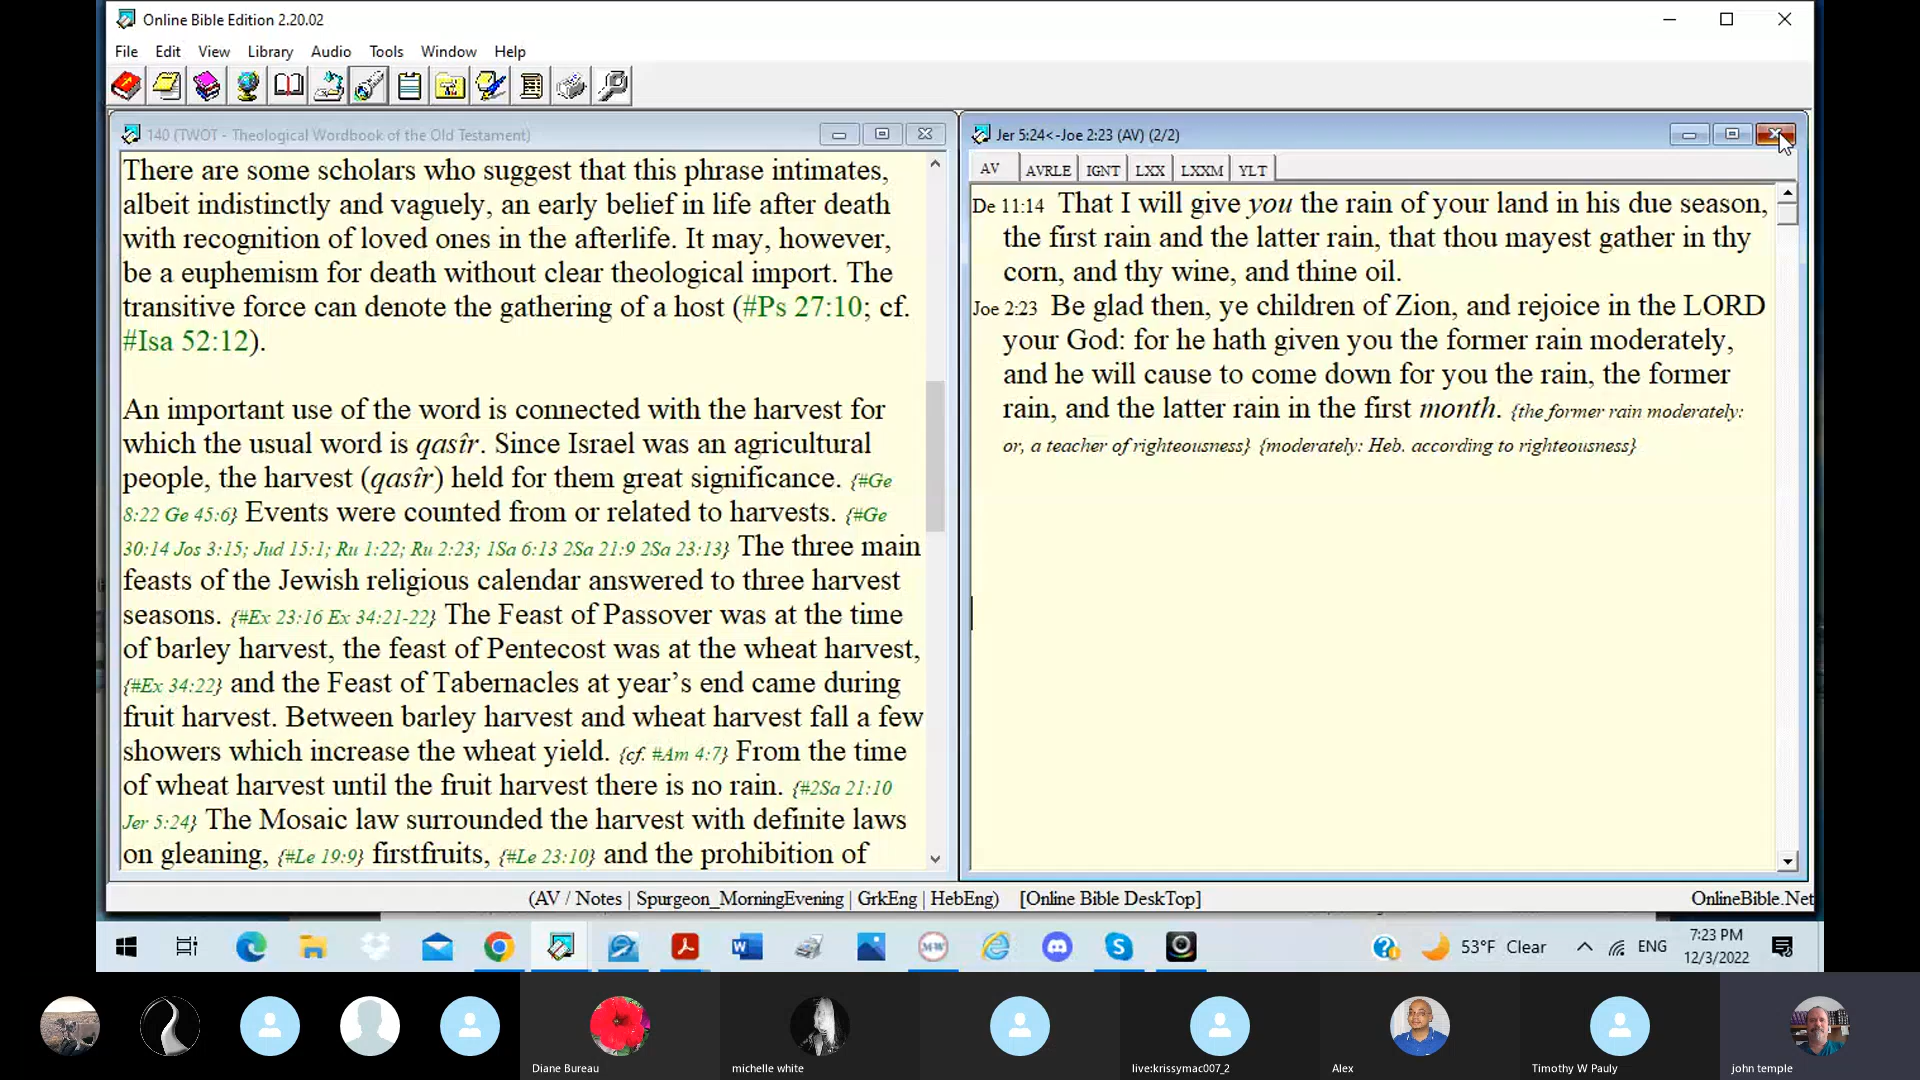 Online Bible Edition 2.20.02
File Edit View Library Audio Tools Window Help
140 (TWOT - Theological Wordbook of the Old Testament)
There are some scholars who suggest that this phrase intimates,
albeit indistinctly and vaguely, an early belief in life after death
with recognition of loved ones in the afterlife. It may, however,
be a euphemism for death without clear theological import. The
transitive force can denote the gathering of a host (#Ps 27:10; cf.
#Isa 52:12).
An important use of the word is connected with the harvest for
which the usual word is qasîr. Since Israel was an agricultural
people, the harvest (qasîr) held for them great significance. {#Ge
8:22 Ge 45:6} Events were counted from or related to harvests. {#Ge
30:14 Jos 3:15; Jud 15:1; Ru 1:22; Ru 2:23; 1Sa 6:13 2Sa 21:9 2Sa 23:13} The three main
feasts of the Jewish religious calendar answered to three harvest
seasons. {#Ex 23:16 Ex 34:21-22} The Feast of Passover was at the time
of barley harvest, the feast of Pentecost was at the wheat harvest,
{#Ex 34:22} and the Feast of Tabernacles at year’s end came during
fruit harvest. Between barley harvest and wheat harvest fall a few
showers which increase the wheat yield. {cf. #Am 4:7} From the time
of wheat harvest until the fruit harvest there is no rain. {#2Sa 21:10
Jer 5:24} The Mosaic law surrounded the harvest with definite laws
on gleaning, {#Le 19:9} firstfruits, {#Le 23:10} and the prohibition of
Jer 5:24<-Joe 2:23 (AV) (2/2)
AV AVRLE IGNT LXX LXXM YLT
De 11:14 That I will give you the rain of your land in his due season,
the first rain and the latter rain, that thou mayest gather in thy
corn, and thy wine, and thine oil.
Joe 2:23 Be glad then, ye children of Zion, and rejoice in the LORD
your God: for he hath given you the former rain moderately,
and he will cause to come down for you the rain, the former
rain, and the latter rain in the first month. {the former rain moderately:
or, a teacher of righteousness} {moderately: Heb. according to righteousness}
(AV / Notes | Spurgeon_MorningEvening | GrkEng | HebEng) [Online Bible DeskTop] OnlineBible.Net
53°F Clear ENG 7:23 PM
12/3/2022
Diane Bureau michelle white live:krissymac007_2 Alex Timothy W Pauly john temple